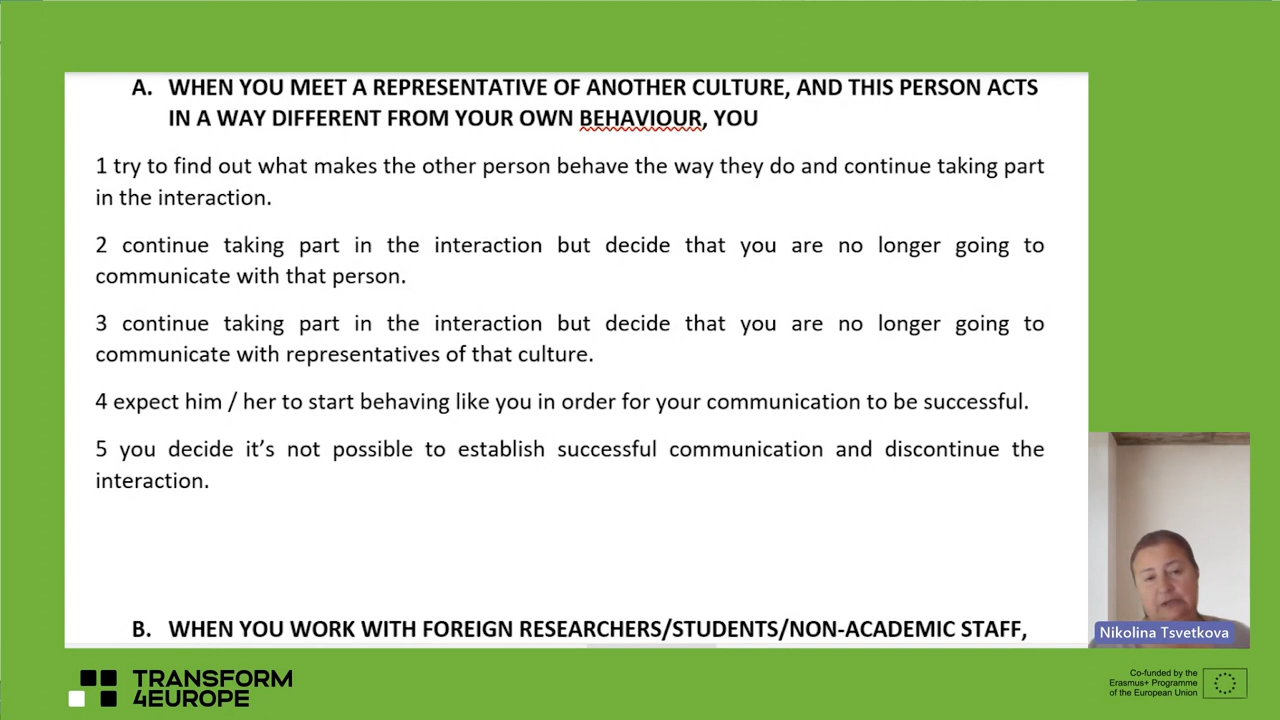 A. WHEN YOU MEET A REPRESENTATIVE OF ANOTHER CULTURE, AND THIS PERSON ACTS
IN A WAY DIFFERENT FROM YOUR OWN BEHAVIOUR, YOU
1 try to find out what makes the other person behave the way they do and continue taking part
in the interaction.
2 continue taking part in the interaction but decide that you are no longer going to
communicate with that person.
3 continue taking part in the interaction but decide that you are no longer going to
communicate with representatives of that culture.
4 expect him / her to start behaving like you in order for your communication to be successful.
5 you decide it’s not possible to establish successful communication and discontinue the
interaction.
B. WHEN YOU WORK WITH FOREIGN RESEARCHERS/STUDENTS/NON-ACADEMIC STAFF,
Nikolina Tsvetkova
TRANSFORM
4EUROPE
Co-funded by the
Erasmus+ Programme
of the European Union